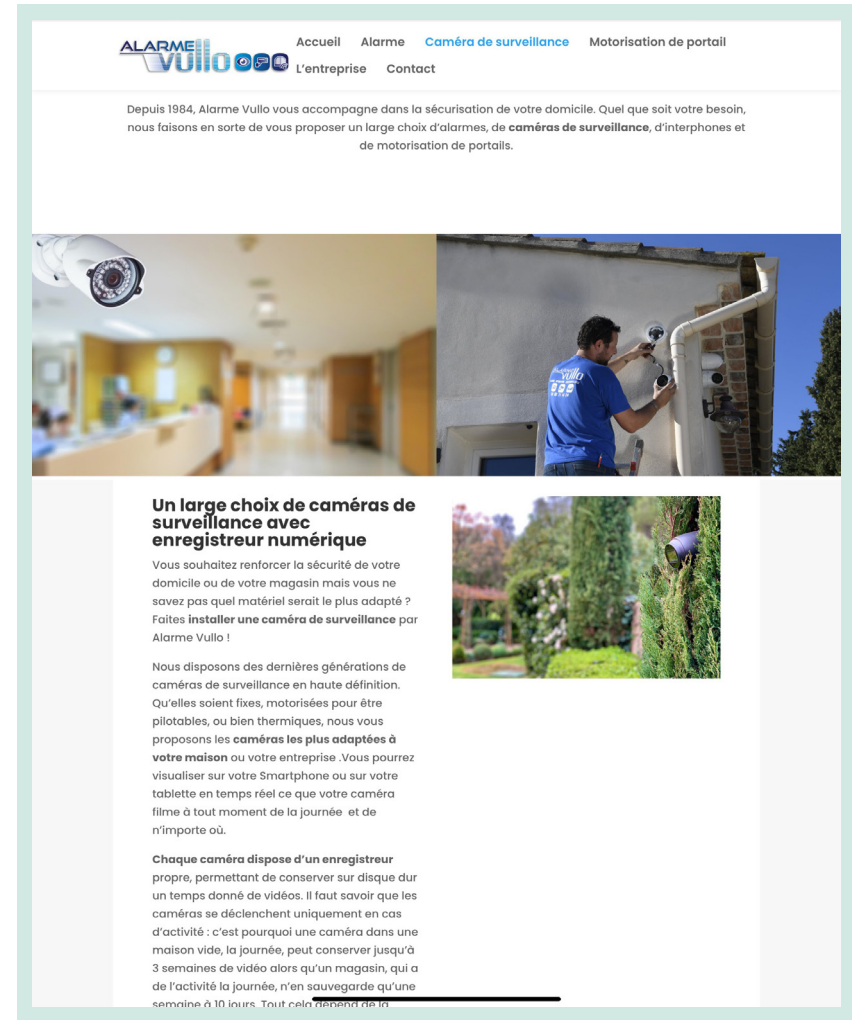 ALARME
vullo
Accueil Alarme Caméra de surveillance Motorisation de portail
L'entreprise Contact
Depuis 1984, Alarme Vullo vous accompagne dans la sécurisation de votre domicile. Quel que soit votre besoin,
nous faisons en sorte de vous proposer un large choix d'alarmes, de caméras de surveillance, d'interphones et
de motorisation de portails.
vullo
Un large choix de caméras de
surveillance avec
enregistreur numérique
Vous souhaitez renforcer la sécurité de votre
domicile ou de votre magasin mais vous ne
savez pas quel matériel serait le plus adapté ?
Faites installer une caméra de surveillance par
Alarme Vullo !
Nous disposons des dernières générations de
caméras de surveillance en haute définition.
Qu'elles soient fixes, motorisées pour être
pilotables, ou bien thermiques, nous vous
proposons les caméras les plus adaptées à
votre maison ou votre entreprise .Vous pourrez
visualiser sur votre Smartphone ou sur votre
tablette en temps réel ce que votre caméra
filme à tout moment de la journée et de
n'importe où.
Chaque caméra dispose d'un enregistreur
propre, permettant de conserver sur disque dur
un temps donné de vidéos. Il faut savoir que les
caméras se déclenchent uniquement en cas
d'activité : c'est pourquoi une caméra dans une
maison vide, la journée, peut conserver jusqu'à
3 semaines de vidéo alors qu'un magasin, qui a
de l'activité la journée, n'en sauvegarde qu'une
semaine à 10 jours. Tout cela dépend de la